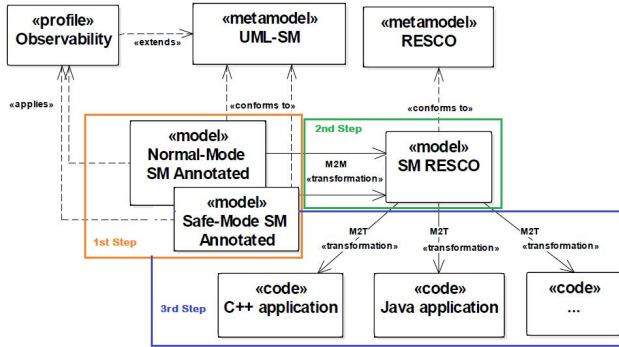 «profile»
Observability
«extends»
«metamodel»
UML-SM
«metamodel»
RESCO
«applies»
«conforms to»
«conforms to»
2nd Step
«model»
Normal-Mode
SM Annotated
M2M
«transformation»
«model»
SM RESCO
«model»
Safe-Mode SM
Annotated
1st Step
M2T
«transformation»
M2T
«transformation»
M2T
«transformation»
3rd Step
«code»
C++ application
«code»
Java application
«code»
...